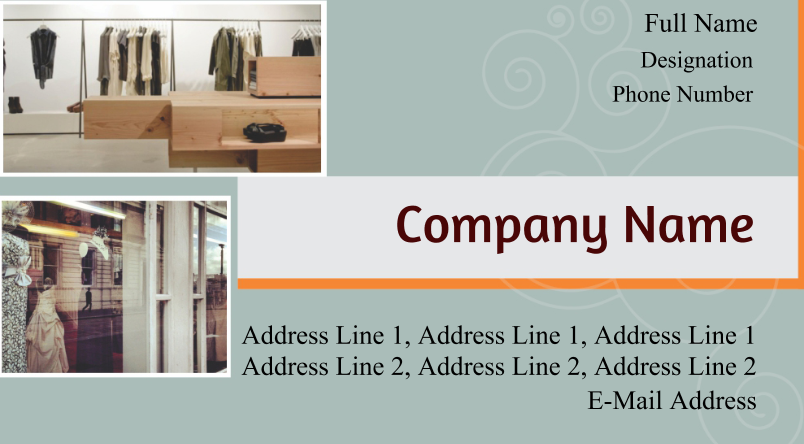 Full Name
Designation
Phone Number
Company Name
Address Line 1, Address Line 1, Address Line 1
Address Line 2, Address Line 2, Address Line 2
E-Mail Address